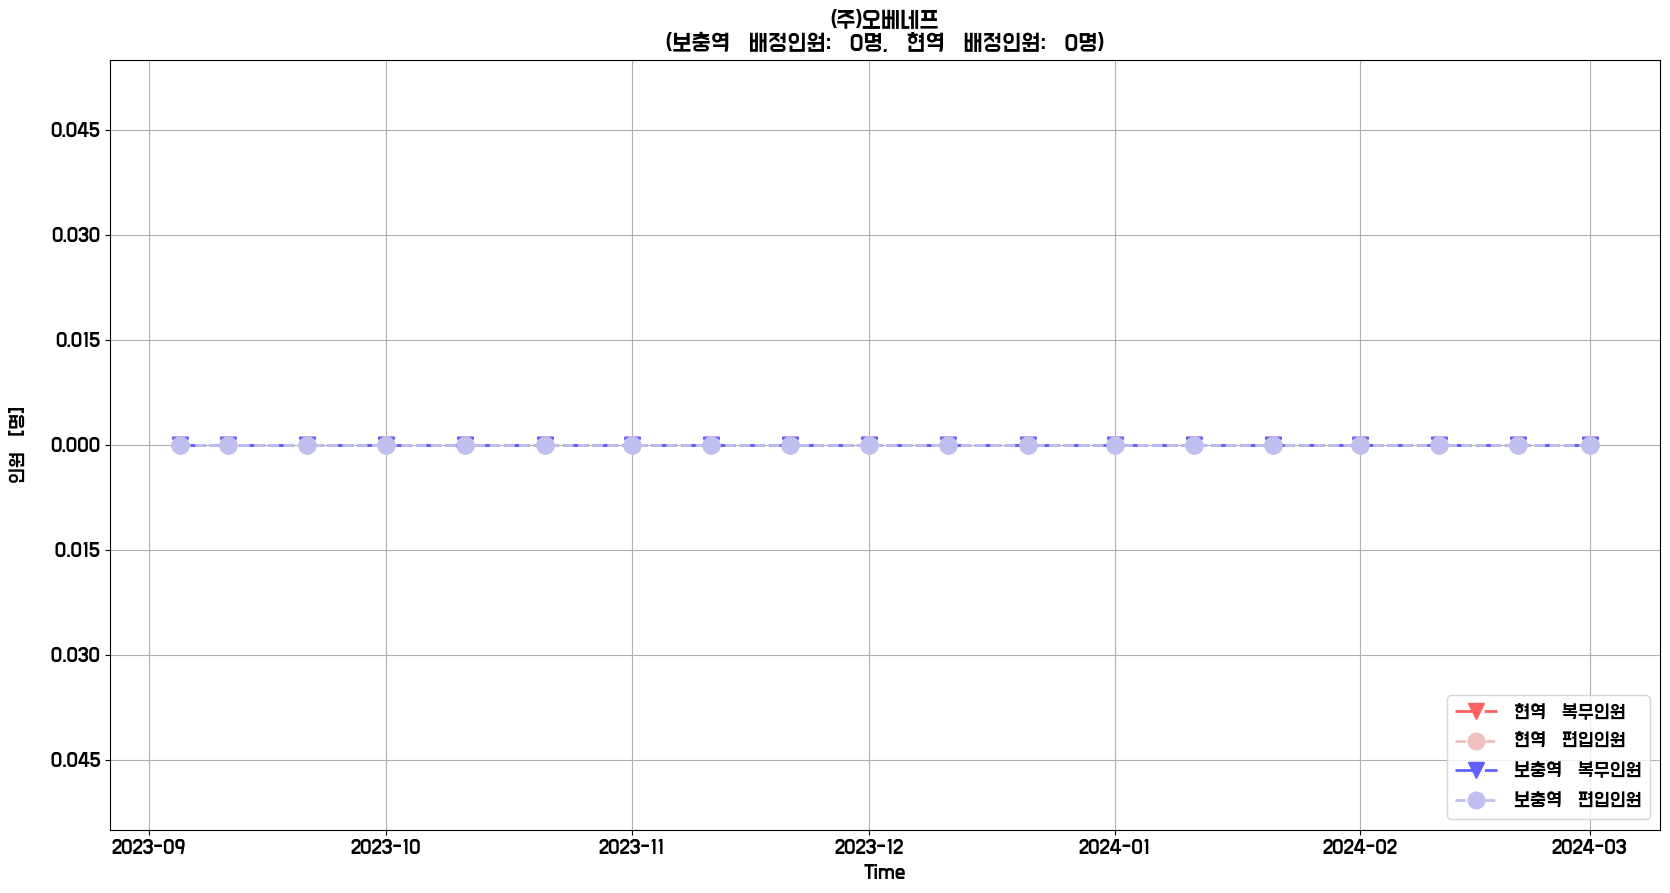 (주)오베네프
(보충역 배정인원: 0명, 현역 배정인원: 0명)
인원 [명]
0.045
0.030
0.015
0.000
0.015
0.030
0.045
현역 복무인원
현역 편입인원
보충역 복무인원
보충역 편입인원
2023-09 2023-10 2023-11 2023-12 2024-01 2024-02 2024-03
Time